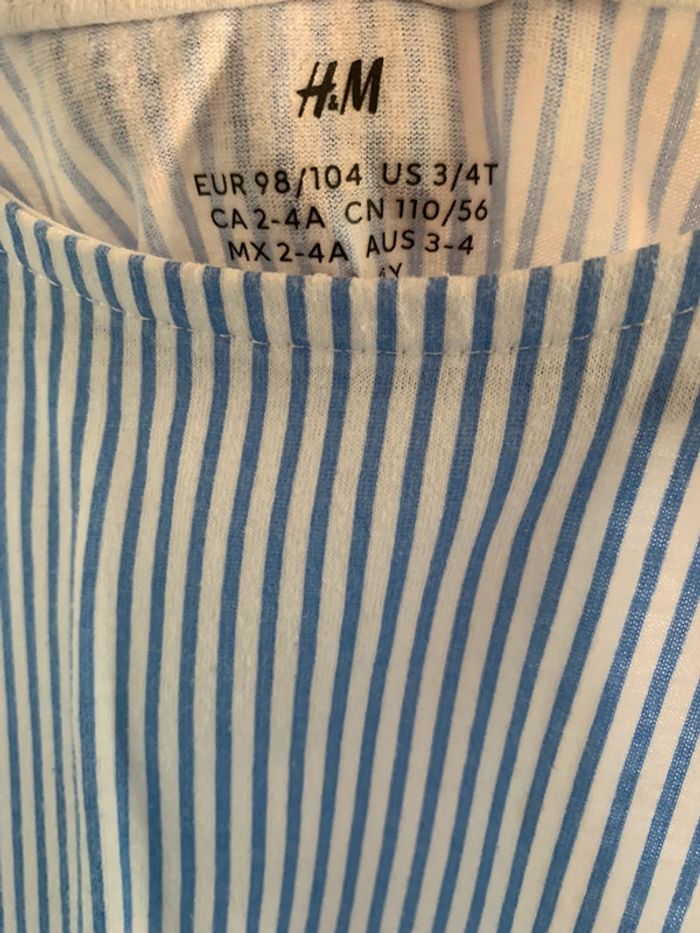 H&M
EUR 98/104 US 3/4T
CA 2-4A CN 110/56
MX 2-4A AUS 3-4